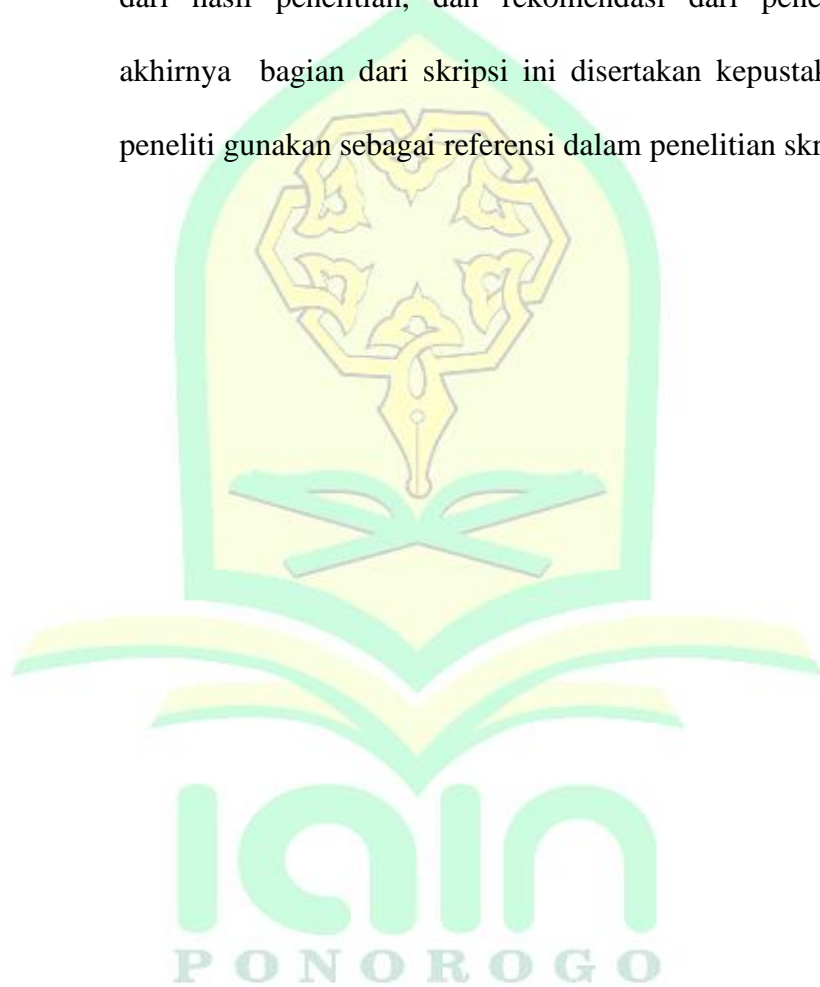 dari hasil penelitian, dan rekomendasi dari
akhirnya bagian dari skripsi ini disertakan
peneliti gunakan sebagai referensi dalam penelitian
iain
PONOROGO